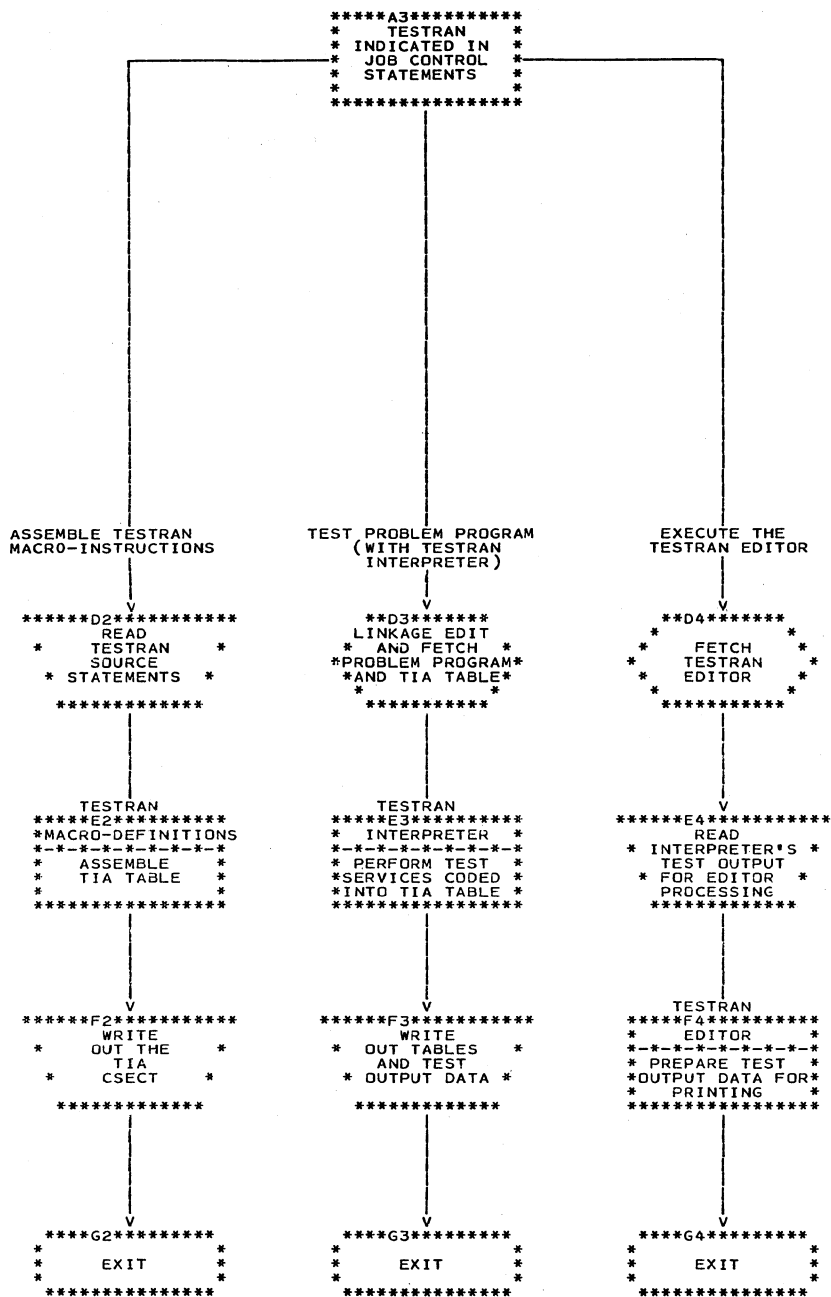 A3
TESTRAN
INDICATED IN
JOB CONTROL
STATEMENTS
ASSEMBLE TESTRAN
MACRO-INSTRUCTIONS
D2
READ
TESTRAN
SOURCE
STATEMENTS
TESTRAN
E2
MACRO-DEFINITIONS
ASSEMBLE
TIA TABLE
F2
WRITE
OUT THE
TIA
CSECT
G2
EXIT
TEST PROBLEM PROGRAM
(WITH TESTRAN
INTERPRETER)
D3
LINKAGE EDIT
AND FETCH
PROBLEM PROGRAM
AND TIA TABLE
TESTRAN
E3
INTERPRETER
PERFORM TEST
SERVICES CODED
INTO TIA TABLE
F3
WRITE
OUT TABLES
AND TEST
OUTPUT DATA
G3
EXIT
EXECUTE THE
TESTRAN EDITOR
D4
FETCH
TESTRAN
EDITOR
E4
READ
INTERPRETER'S
TEST OUTPUT
FOR EDITOR
PROCESSING
TESTRAN
F4
EDITOR
PREPARE TEST
OUTPUT DATA FOR
PRINTING
G4
EXIT